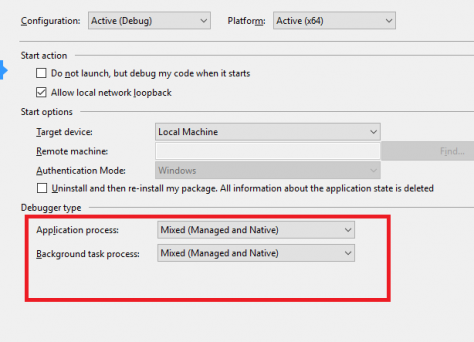 Configuration: Active (Debug) Platform: Active (x64)
Start action
Do not launch, but debug my code when it starts
Allow local network loopback
Start options
Target device: Local Machine
Remote machine: Find...
Authentication Mode: Windows
Uninstall and then re-install my package. All information about the application state is deleted
Debugger type
Application process: Mixed (Managed and Native)
Background task process: Mixed (Managed and Native)